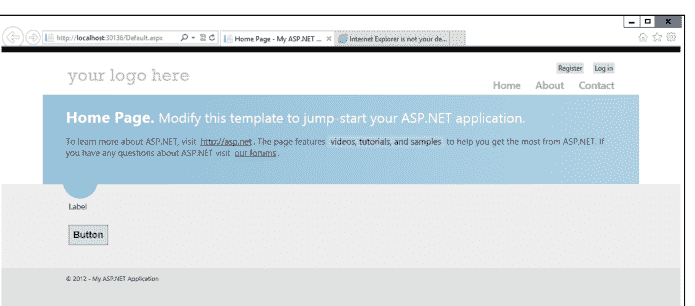 http://localhost:30136/Default.aspx
Home Page - My ASP.NET ...
Internet Explorer is not your de...
Register Log in
your logo here
Home About Contact
Home Page. Modify this template to jump-start your ASP.NET application.
To learn more about ASP.NET, visit http://asp.net. The page features videos, tutorials, and samples to help you get the most from ASP.NET. If
you have any questions about ASP.NET visit our forums.
Label
Button
© 2012 - My ASP.NET Application